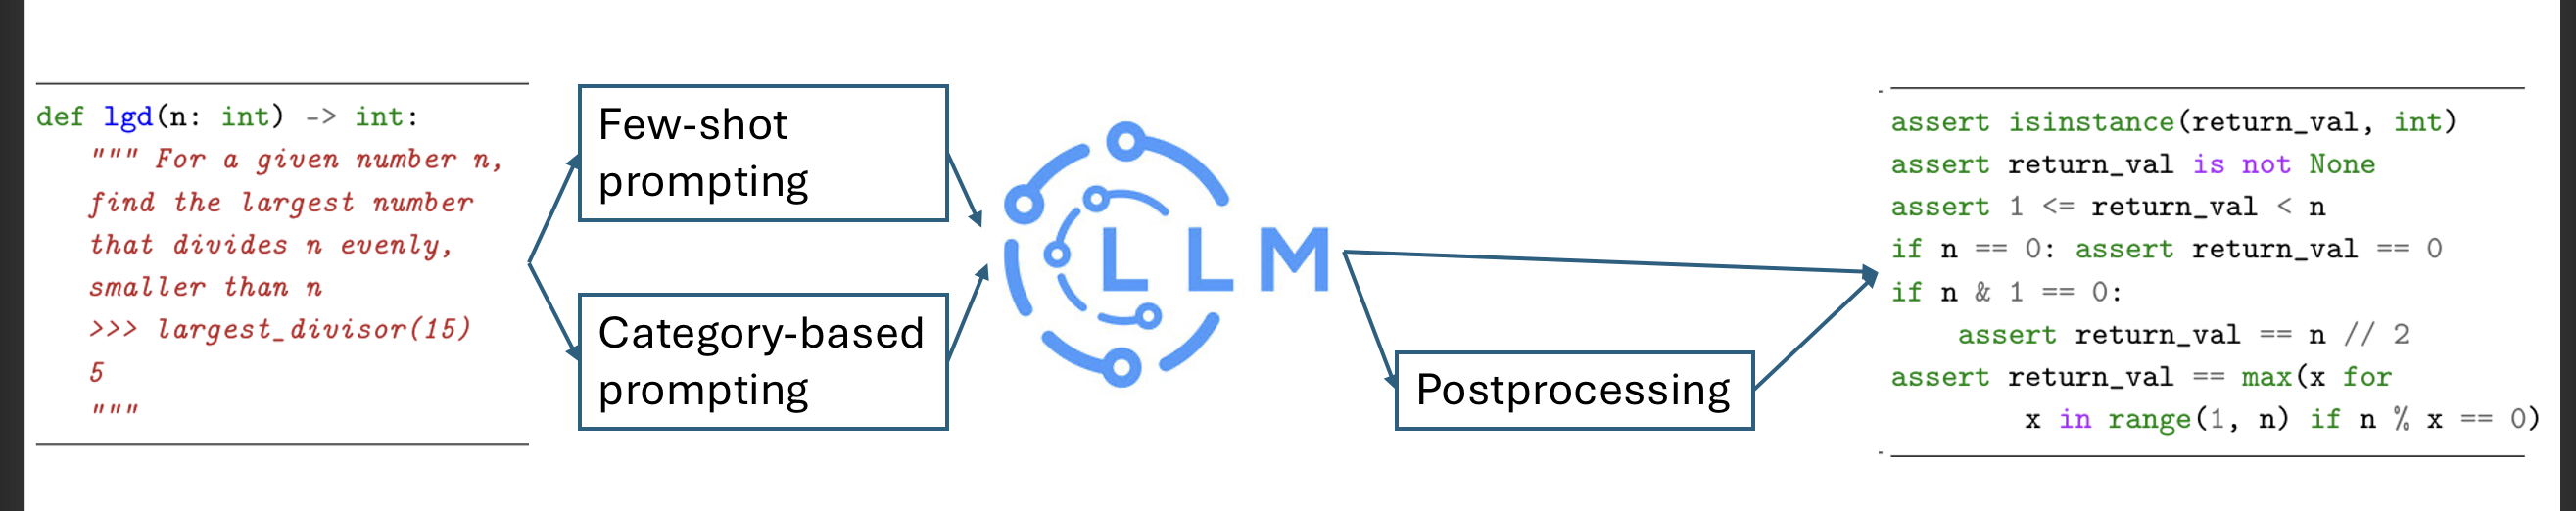 def lgd(n: int) -> int:
""" For a given number n,
find the largest number
that divides n evenly,
smaller than n
>>> largest_divisor(15)
5
"""
Few-shot
prompting
Category-based
prompting
LLM
Postprocessing
assert isinstance(return_val, int)
assert return_val is not None
assert 1 <= return_val < n
if n == 0: assert return_val == 0
if n & 1 == 0:
assert return_val == n // 2
assert return_val == max(x for
x in range(1, n) if n % x == 0)